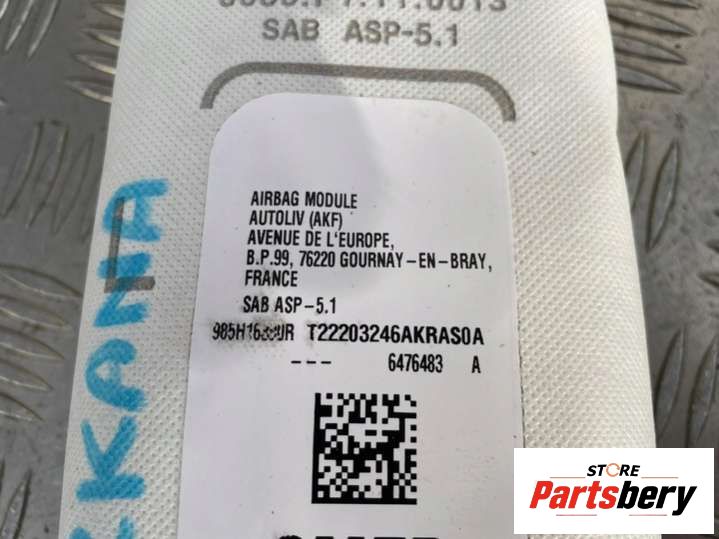 SAB ASP-5.1
AIRBAG MODULE
AUTOLIV (AKF)
AVENUE DE L'EUROPE,
B.P.99, 76220 GOURNAY-EN-BRAY,
FRANCE
SAB ASP-5.1
T22203246AKRAS0A
--- 6476483 A
KANA
STORE
Partsbery